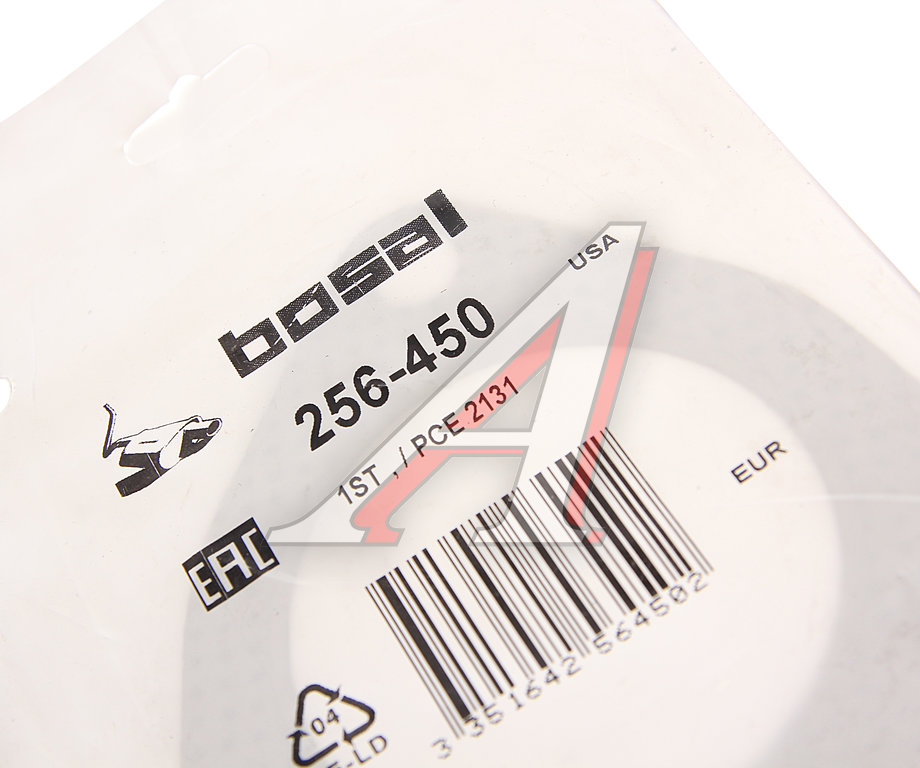 bosal
USA
256-450
1ST , / PCE 2131
EUR
EAC
3 351642 564502
04
E-LD